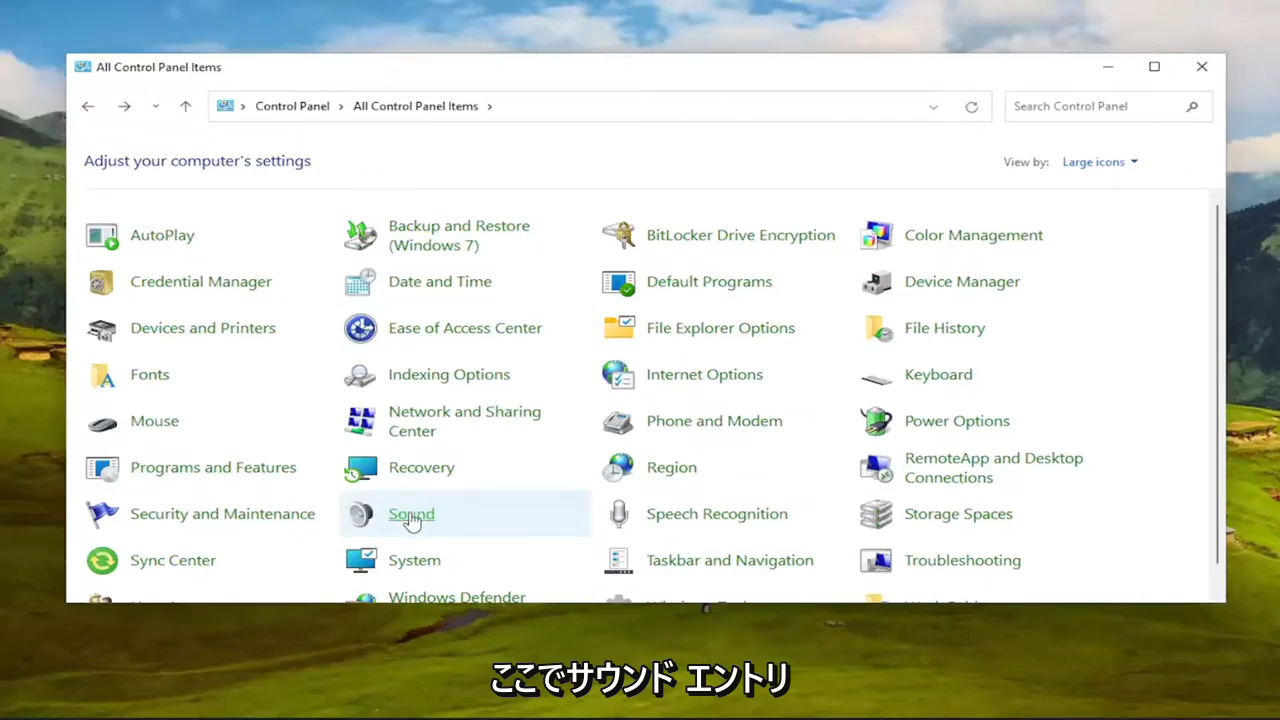 All Control Panel Items
Control Panel > All Control Panel Items >
Search Control Panel
Adjust your computer's settings
View by: Large icons
AutoPlay
Backup and Restore
(Windows 7)
BitLocker Drive Encryption
Color Management
Credential Manager
Date and Time
Default Programs
Device Manager
Devices and Printers
Ease of Access Center
File Explorer Options
File History
Fonts
Indexing Options
Internet Options
Keyboard
Mouse
Network and Sharing
Center
Phone and Modem
Power Options
Programs and Features
Recovery
Region
RemoteApp and Desktop
Connections
Security and Maintenance
Sound
Speech Recognition
Storage Spaces
Sync Center
System
Taskbar and Navigation
Troubleshooting
Windows Defender
ここでサウンド エントリ